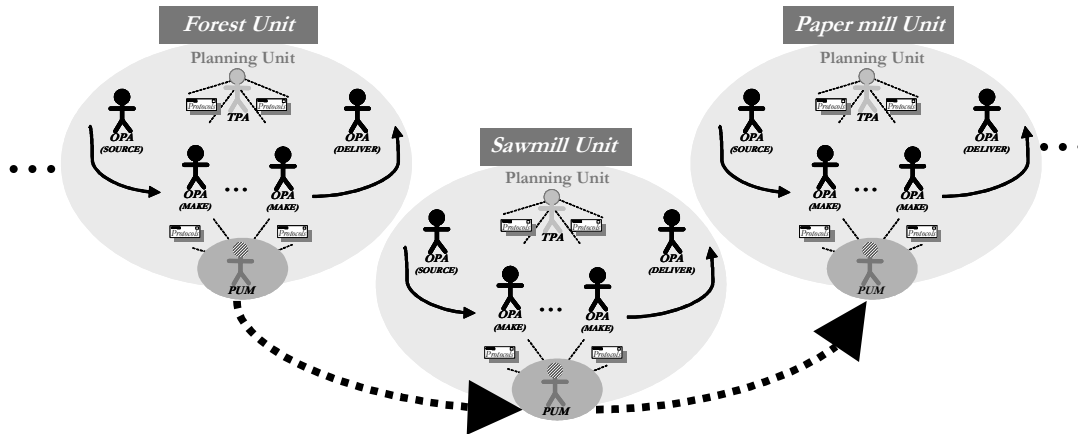 Forest Unit
Planning Unit
Protocols
Protocols
TPA
OPA
(SOURCE)
OPA
(DELIVER)
OPA
(MAKE)
...
OPA
(MAKE)
Protocols
Protocols
PUM
Sawmill Unit
Planning Unit
Protocols
Protocols
TPA
OPA
(SOURCE)
OPA
(DELIVER)
OPA
(MAKE)
...
OPA
(MAKE)
Protocols
Protocols
PUM
Paper mill Unit
Planning Unit
Protocols
Protocols
TPA
OPA
(SOURCE)
OPA
(DELIVER)
OPA
(MAKE)
...
OPA
(MAKE)
Protocols
Protocols
PUM